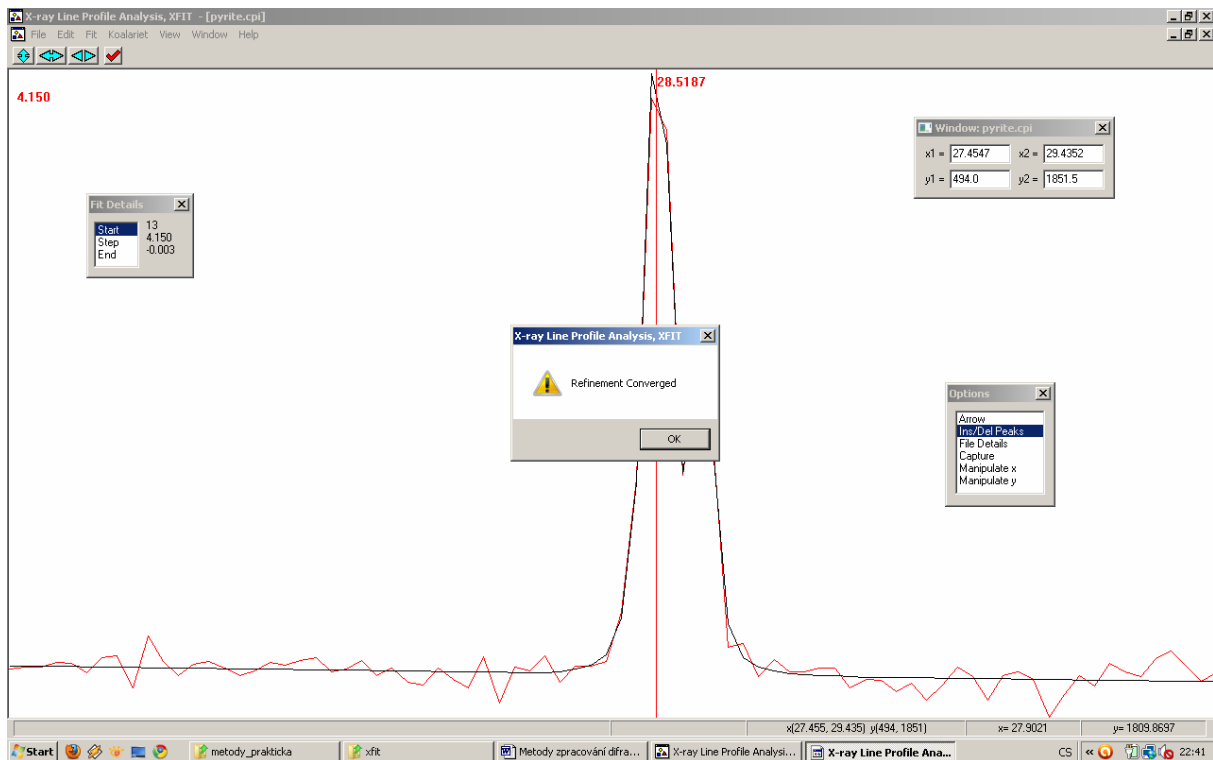 X-ray Line Profile Analysis, XFIT - [pyrite.cpi]
File Edit Fit Koalariet View Window Help
28.5187
4.150
Window: pyrite.cpi
x1 = 27.4547 x2 = 29.4352
y1 = 494.0 y2 = 1851.5
Fit Details
Start 13
Step 4.150
End -0.003
X-ray Line Profile Analysis, XFIT
Refinement Converged
OK
Options
Arrow
Ins/Del Peaks
File Details
Capture
Manipulate x
Manipulate y
x(27.455, 29.435) y(494, 1851) x= 27.9021 y= 1809.8697
Start metody_prakticka xfit Metody zpracování difra... X-ray Line Profile Analysi... X-ray Line Profile Ana... CS « 22:41